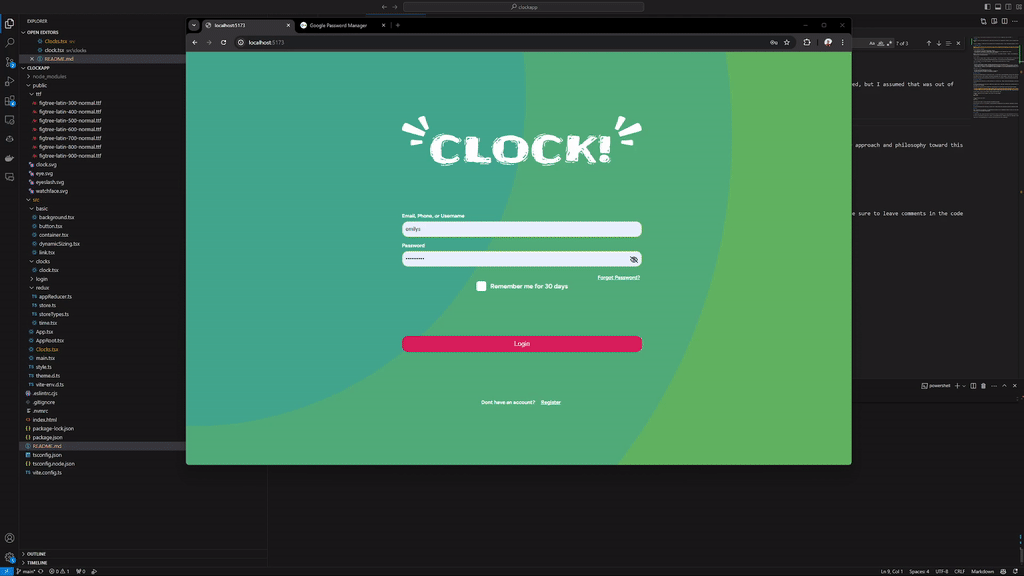 clockapp
EXPLORER
OPEN EDITORS
Clocks.tsx src
clock.tsx src/clocks
README.md
CLOCKAPP
node_modules
public
ttf
figtree-latin-300-normal.ttf
figtree-latin-400-normal.ttf
figtree-latin-500-normal.ttf
figtree-latin-600-normal.ttf
figtree-latin-700-normal.ttf
figtree-latin-800-normal.ttf
figtree-latin-900-normal.ttf
clock.svg
eye.svg
eyeslash.svg
watchface.svg
src
basic
background.tsx
button.tsx
container.tsx
dynamicSizing.tsx
link.tsx
clocks
clock.tsx
login
redux
appReducer.ts
store.ts
storeTypes.ts
time.tsx
App.tsx
AppRoot.tsx
Clocks.tsx
main.tsx
style.ts
theme.d.ts
vite-env.d.ts
.eslintrc.cjs
.gitignore
.nvmrc
index.html
package-lock.json
package.json
README.md
tsconfig.json
tsconfig.node.json
vite.config.ts
OUTLINE
TIMELINE
main*
0 1
0
localhost:5173
Google Password Manager
localhost:5173
CLOCK!
Email, Phone, or Username
emilys
Password
••••••••••
Forgot Password?
Remember me for 30 days
Login
Dont have an account? Register
Aa
7 of 3
ed, but I assumed that was out of
approach and philosophy toward this
e sure to leave comments in the code
powershell
Ln 9, Col 1
Spaces: 4
UTF-8
CRLF
Markdown